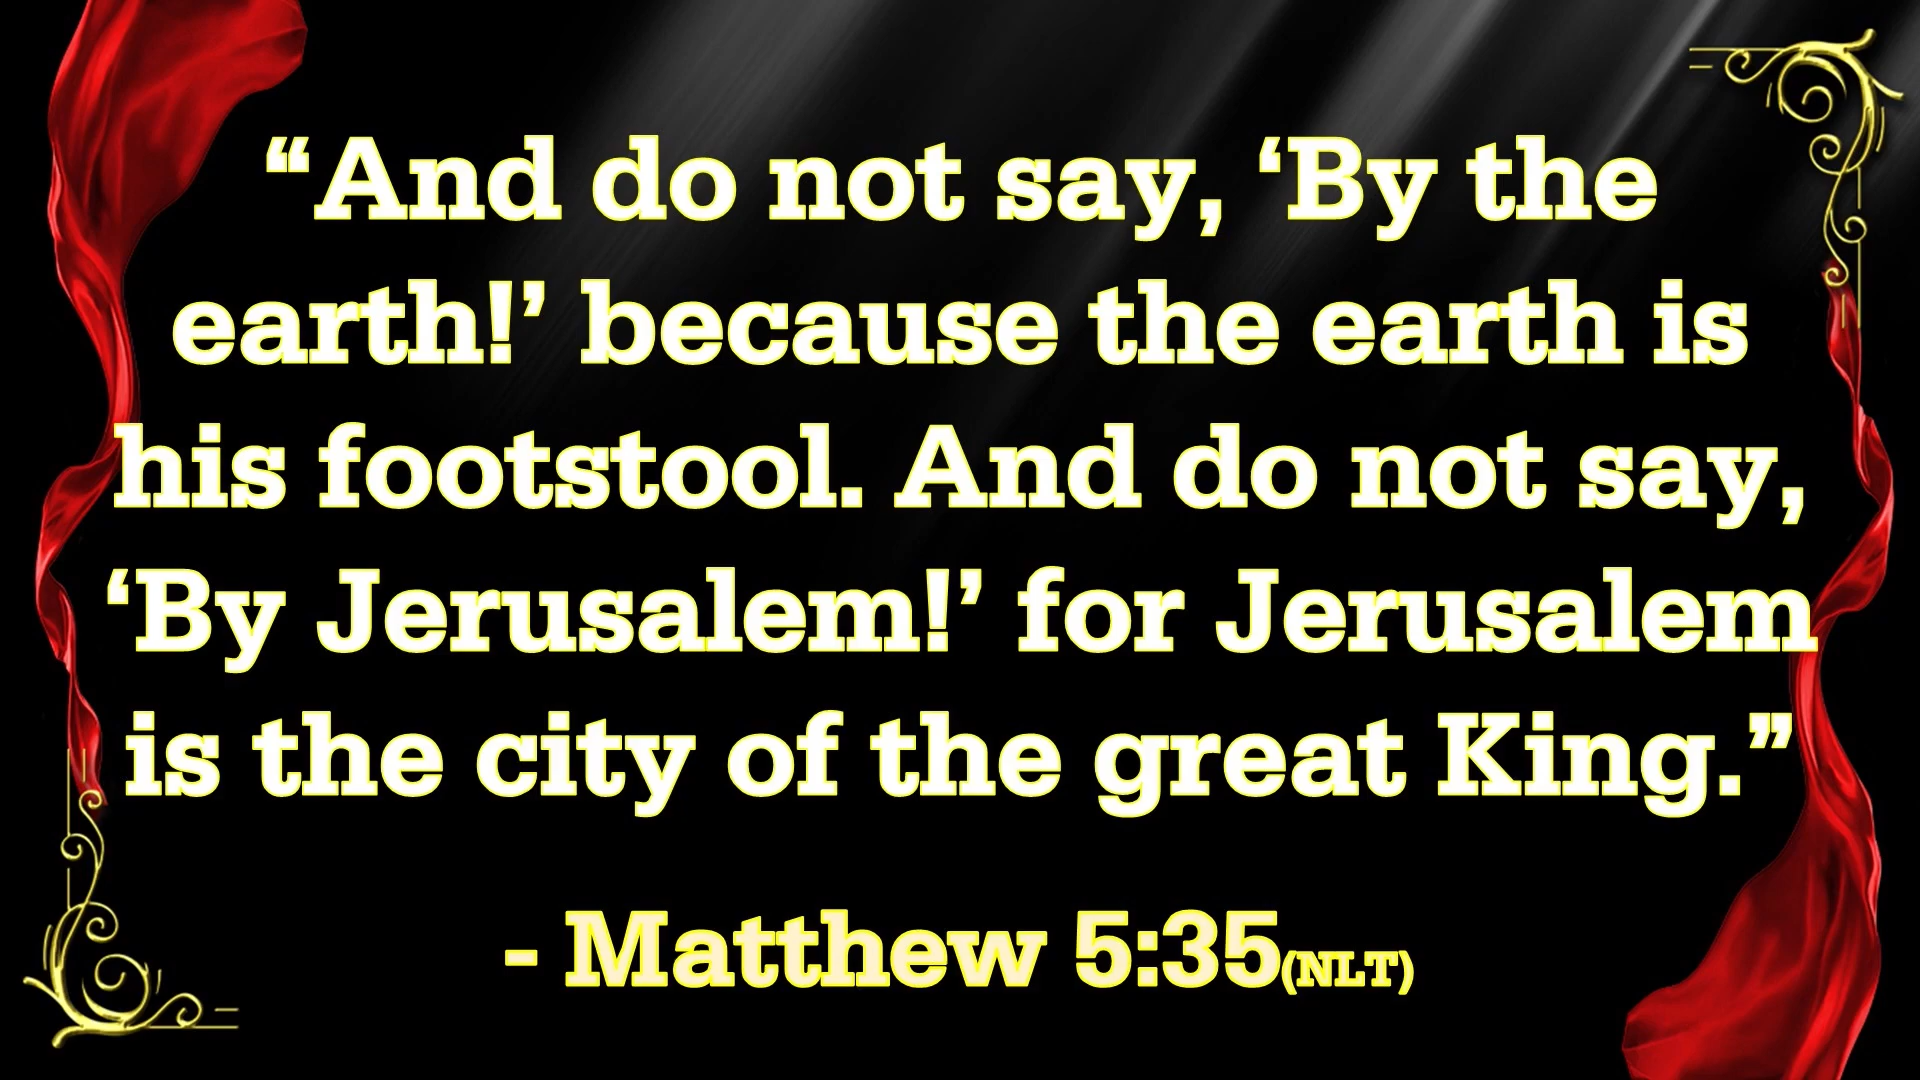 “And do not say, ‘By the
earth!’ because the earth is
his footstool. And do not say,
‘By Jerusalem!’ for Jerusalem
is the city of the great King.”
- Matthew 5:35(NLT)